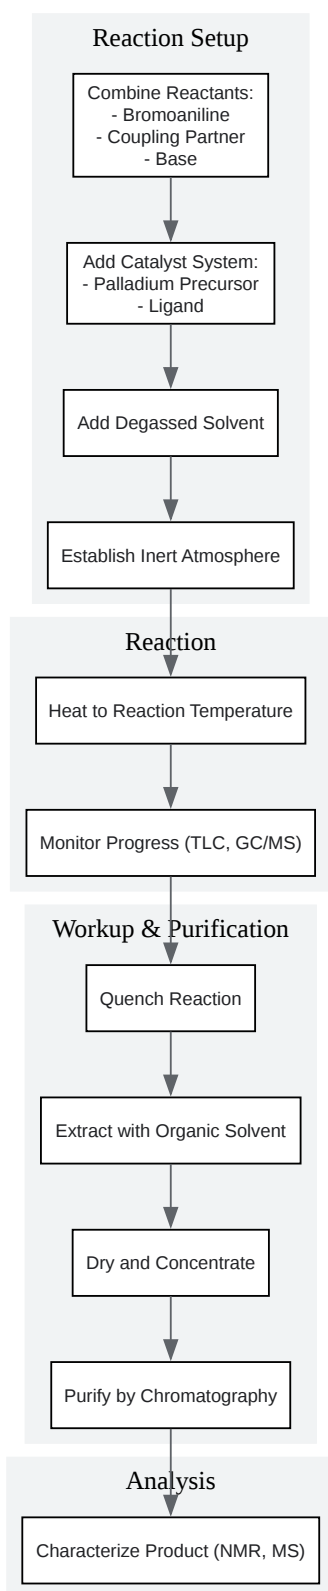 Reaction Setup
Combine Reactants:
- Bromoaniline
- Coupling Partner
- Base
Add Catalyst System:
- Palladium Precursor
- Ligand
Add Degassed Solvent
Establish Inert Atmosphere
Reaction
Heat to Reaction Temperature
Monitor Progress (TLC, GC/MS)
Workup & Purification
Quench Reaction
Extract with Organic Solvent
Dry and Concentrate
Purify by Chromatography
Analysis
Characterize Product (NMR, MS)